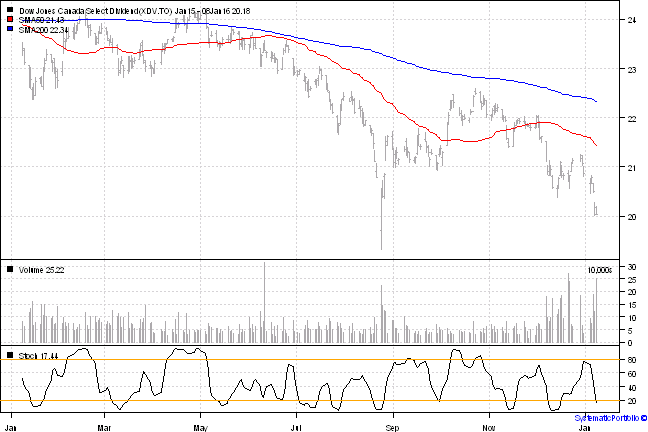 Dow Jones Canada Select Dividend(XDV.TO) Jan15 - 08Jan16 20.18
SMA50 21.43
SMA200 22.34
24
23
22
21
20
Volume 25.22
10,000s
30
25
20
15
10
5
0
Stoch 17.44
80
60
40
20
Jan Mar May Jul Sep Nov Jan
SystematicPortfolio ©